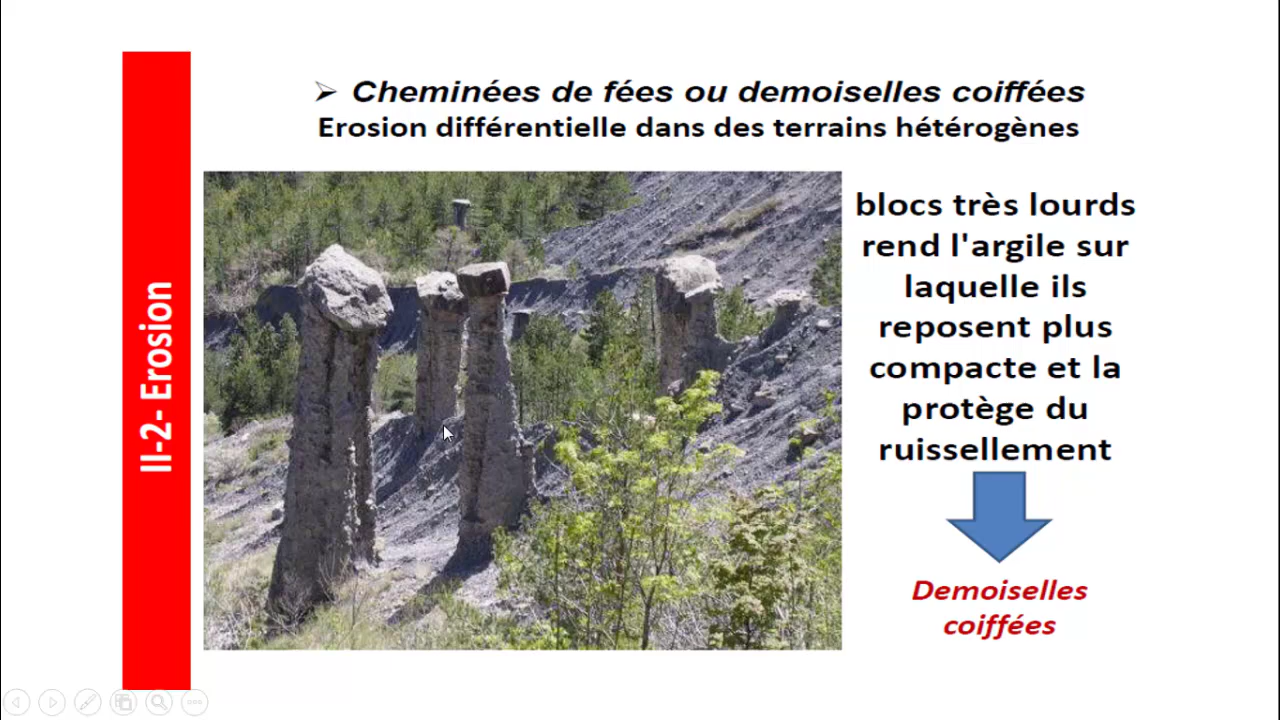 ➢ Cheminées de fées ou demoiselles coiffées
Erosion différentielle dans des terrains hétérogènes
II-2- Erosion
blocs très lourds
rend l'argile sur
laquelle ils
reposent plus
compacte et la
protège du
ruissellement
Demoiselles
coiffées